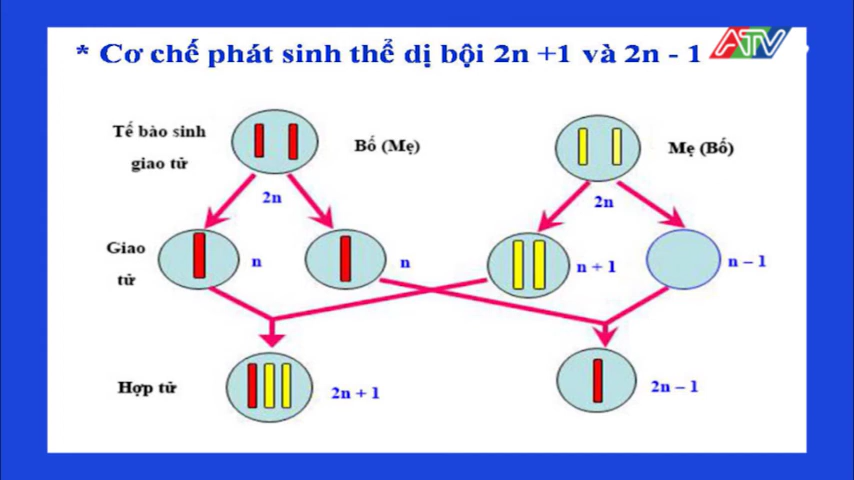 * Cơ chế phát sinh thể dị bội 2n +1 và 2n - 1
ATV
Tế bào sinh
giao tử
Bố (Mẹ)
Mẹ (Bố)
2n
2n
Giao
tử
n
n
n + 1
n – 1
Hợp tử
2n + 1
2n – 1